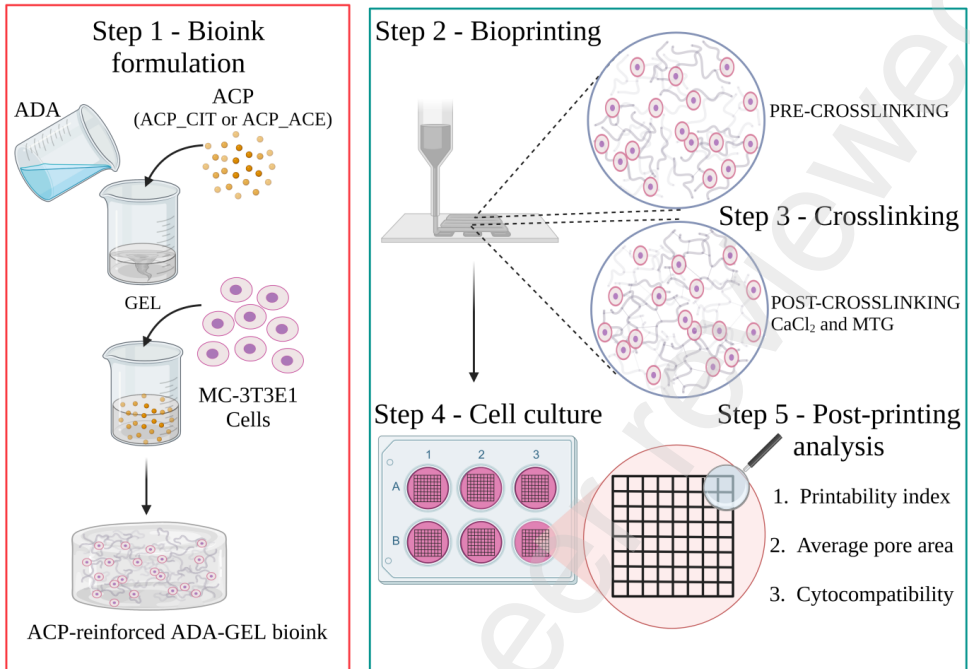 Step 1 - Bioink
formulation
ADA
ACP
(ACP_CIT or ACP_ACE)
GEL
MC-3T3E1
Cells
ACP-reinforced ADA-GEL bioink
Step 2 - Bioprinting
PRE-CROSSLINKING
Step 3 - Crosslinking
POST-CROSSLINKING
CaCl₂ and MTG
Step 4 - Cell culture
1 2 3
A
B
Step 5 - Post-printing
analysis
1. Printability index
2. Average pore area
3. Cytocompatibility